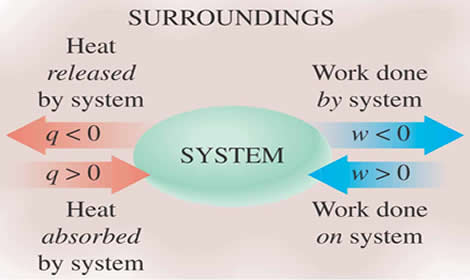 SURROUNDINGS
Heat
released
by system
q < 0
q > 0
Heat
absorbed
by system
SYSTEM
Work done
by system
w < 0
w > 0
Work done
on system